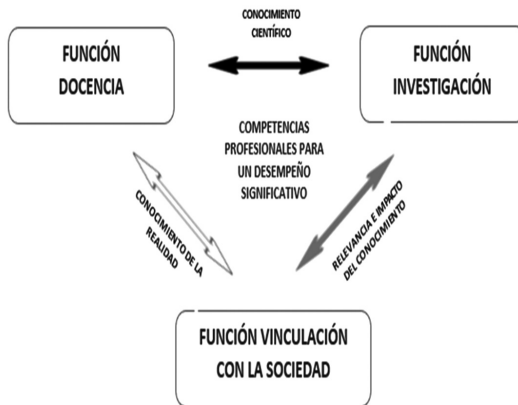 CONOCIMIENTO
CIENTÍFICO
FUNCIÓN
DOCENCIA
FUNCIÓN
INVESTIGACIÓN
COMPETENCIAS
PROFESIONALES PARA
UN DESEMPEÑO
SIGNIFICATIVO
CONOCIMIENTO DE LA
REALIDAD
RELEVANCIA E IMPACTO
DEL CONOCIMIENTO
FUNCIÓN VINCULACIÓN
CON LA SOCIEDAD